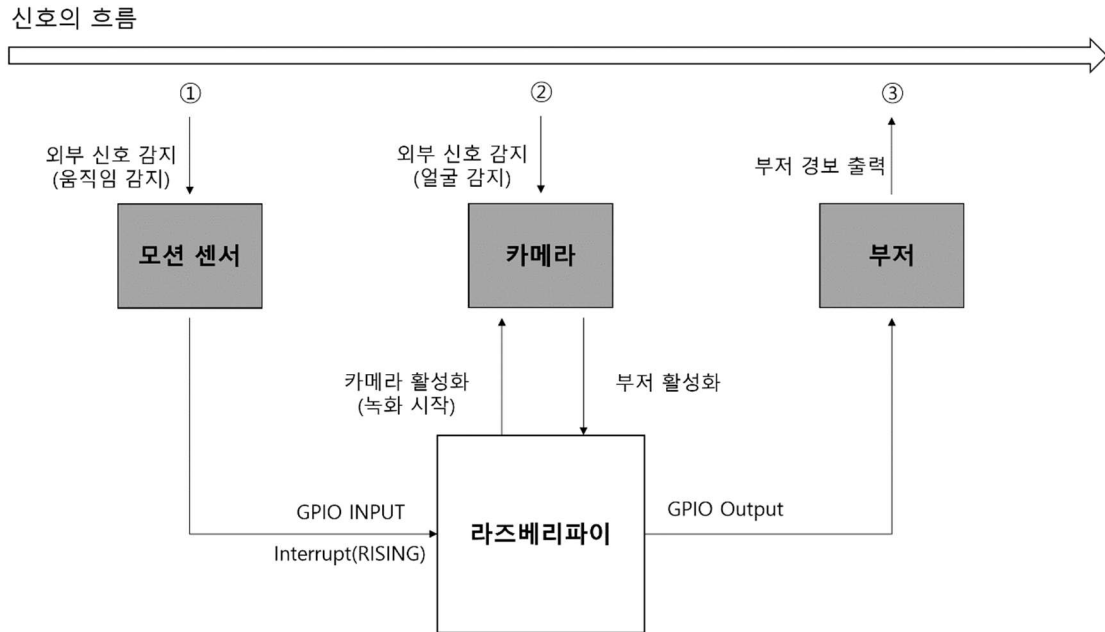 신호의 흐름
①
②
③
외부 신호 감지
(움직임 감지)
외부 신호 감지
(얼굴 감지)
부저 경보 출력
모션 센서
카메라
부저
카메라 활성화
(녹화 시작)
부저 활성화
GPIO INPUT
Interrupt(RISING)
라즈베리파이
GPIO Output